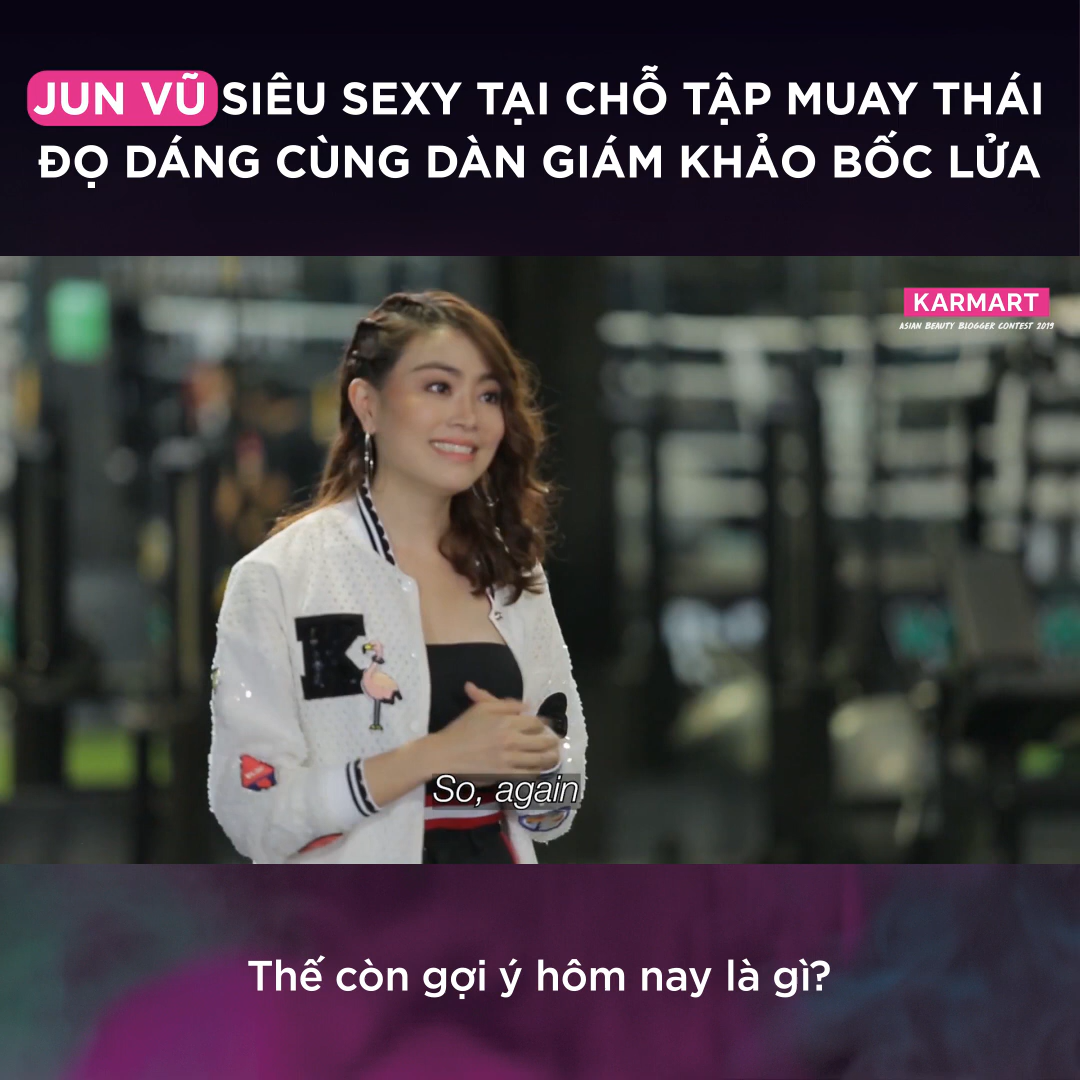 JUN VŨ SIÊU SEXY TẠI CHỖ TẬP MUAY THÁI
ĐỌ DÁNG CÙNG DÀN GIÁM KHẢO BỐC LỬA
KARMART
ASIAN BEAUTY BLOGGER CONTEST 2019
K
So, again
Thế còn gợi ý hôm nay là gì?